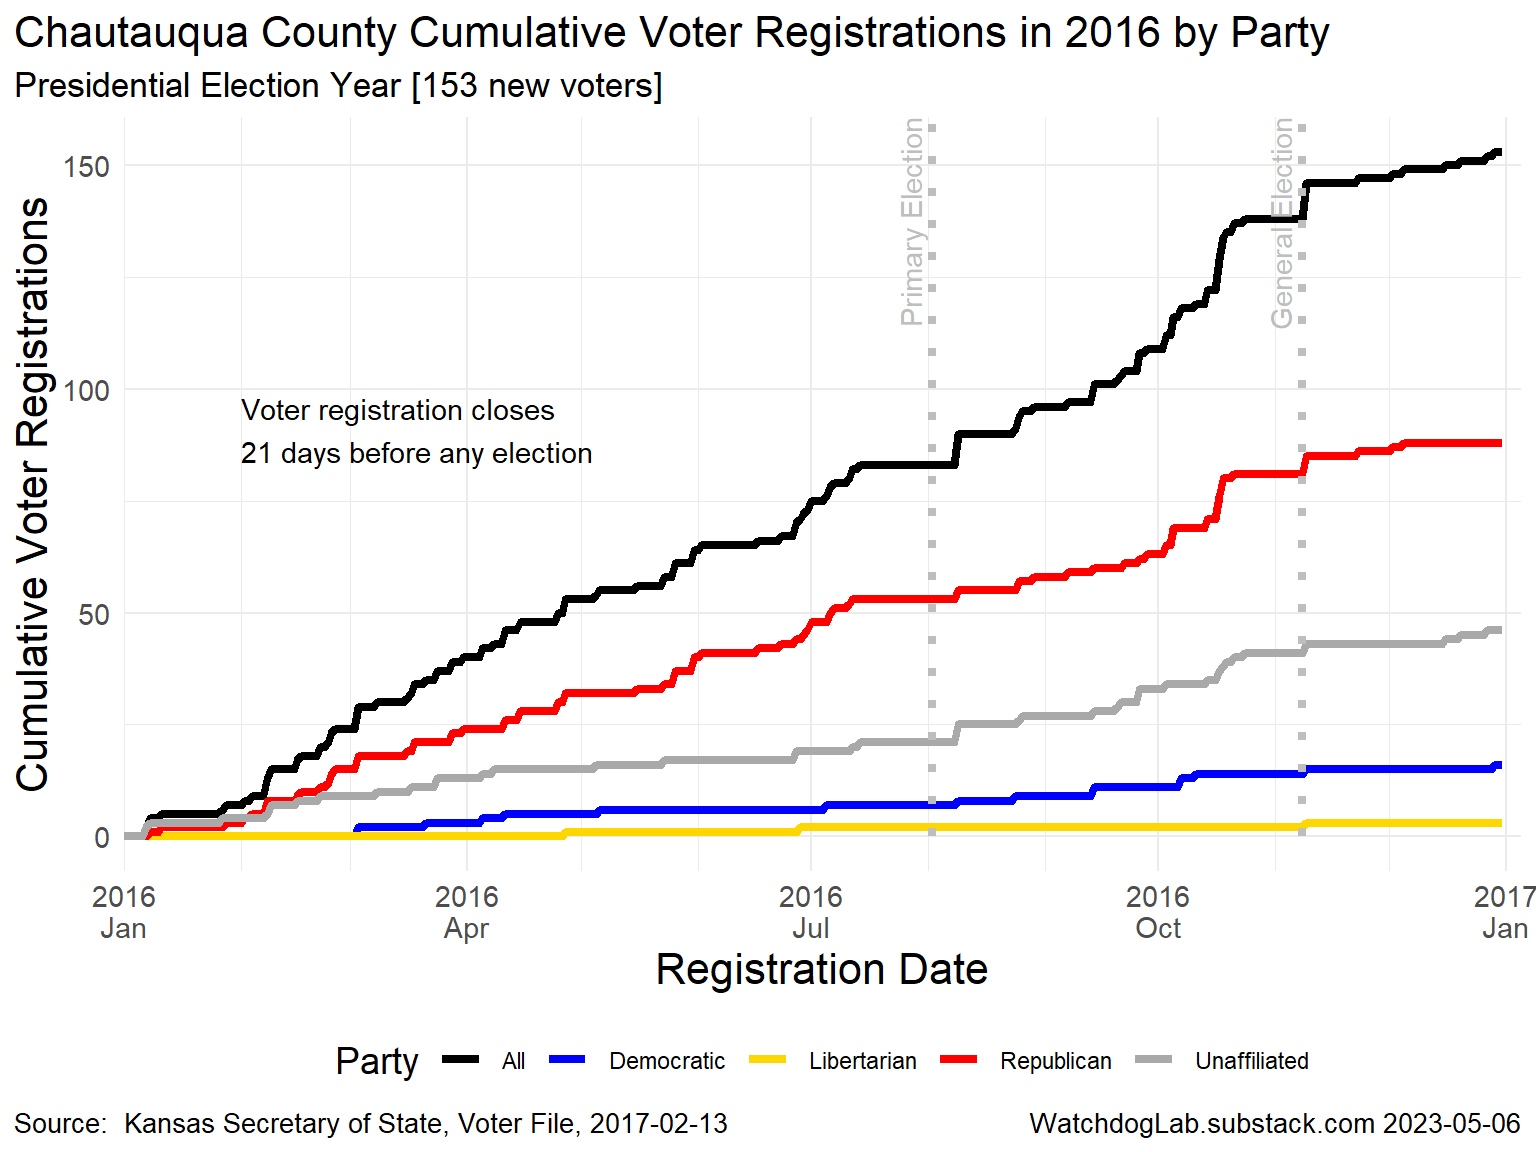 Chautauqua County Cumulative Voter Registrations in 2016 by Party
Presidential Election Year [153 new voters]
Cumulative Voter Registrations
150
100
50
0
Primary Election
General Election
Voter registration closes
21 days before any election
2016 2016 2016 2016 2017
Jan Apr Jul Oct Jan
Registration Date
Party All Democratic Libertarian Republican Unaffiliated
Source:  Kansas Secretary of State, Voter File, 2017-02-13
WatchdogLab.substack.com 2023-05-06